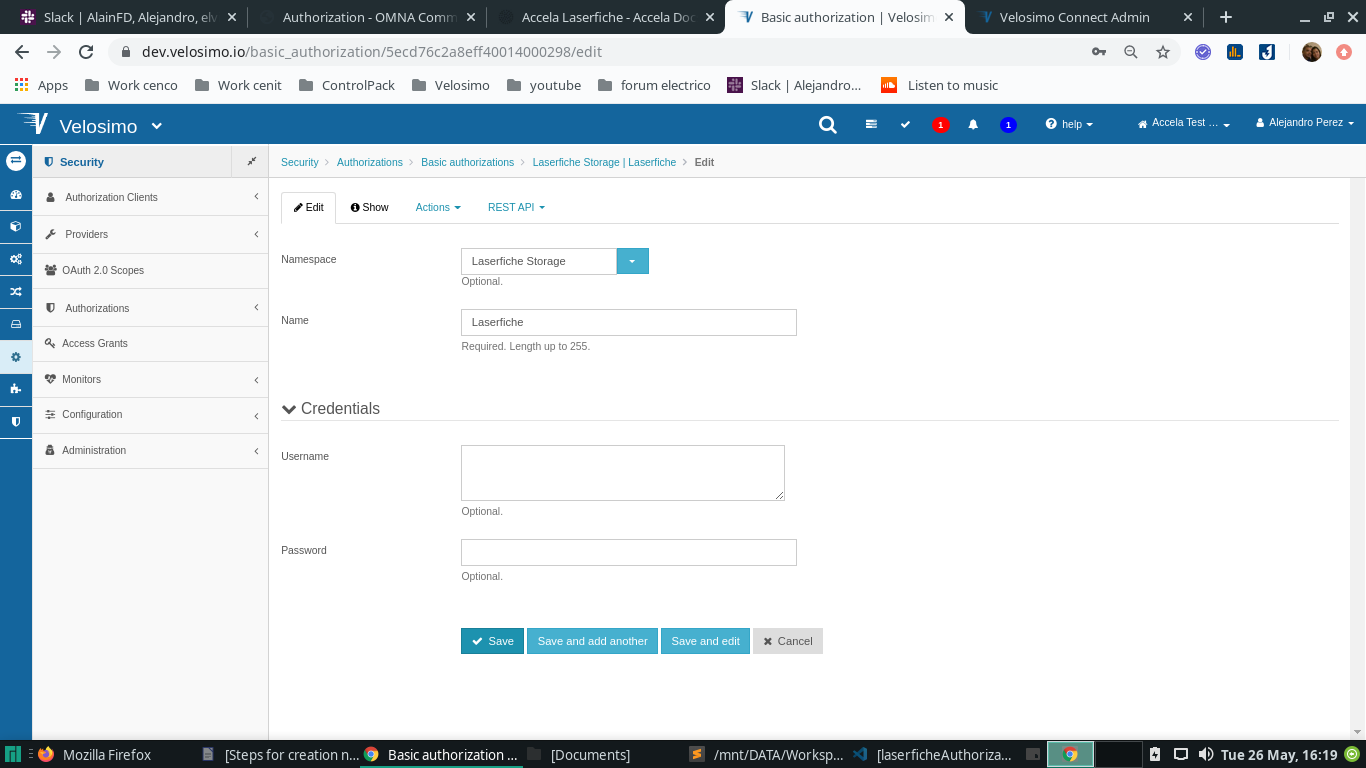 Slack | AlainFD, Alejandro, elv
Authorization - OMNA Comm
Accela Laserfiche - Accela Doc
Basic authorization | Velosim
Velosimo Connect Admin
dev.velosimo.io/basic_authorization/5ecd76c2a8eff40014000298/edit
Apps
Work cenco
Work cenit
ControlPack
Velosimo
youtube
forum electrico
Slack | Alejandro...
Listen to music
Velosimo
1
1
help
Accela Test ...
Alejandro Perez
Security
Security
Authorizations
Basic authorizations
Laserfiche Storage | Laserfiche
Edit
Authorization Clients
Providers
OAuth 2.0 Scopes
Authorizations
Access Grants
Monitors
Configuration
Administration
Edit
Show
Actions
REST API
Namespace
Laserfiche Storage
Optional.
Name
Laserfiche
Required. Length up to 255.
Credentials
Username
Optional.
Password
Optional.
Save
Save and add another
Save and edit
Cancel
Mozilla Firefox
[Steps for creation n...
Basic authorization ...
[Documents]
/mnt/DATA/Worksp...
[laserficheAuthoriza...
Tue 26 May, 16:19